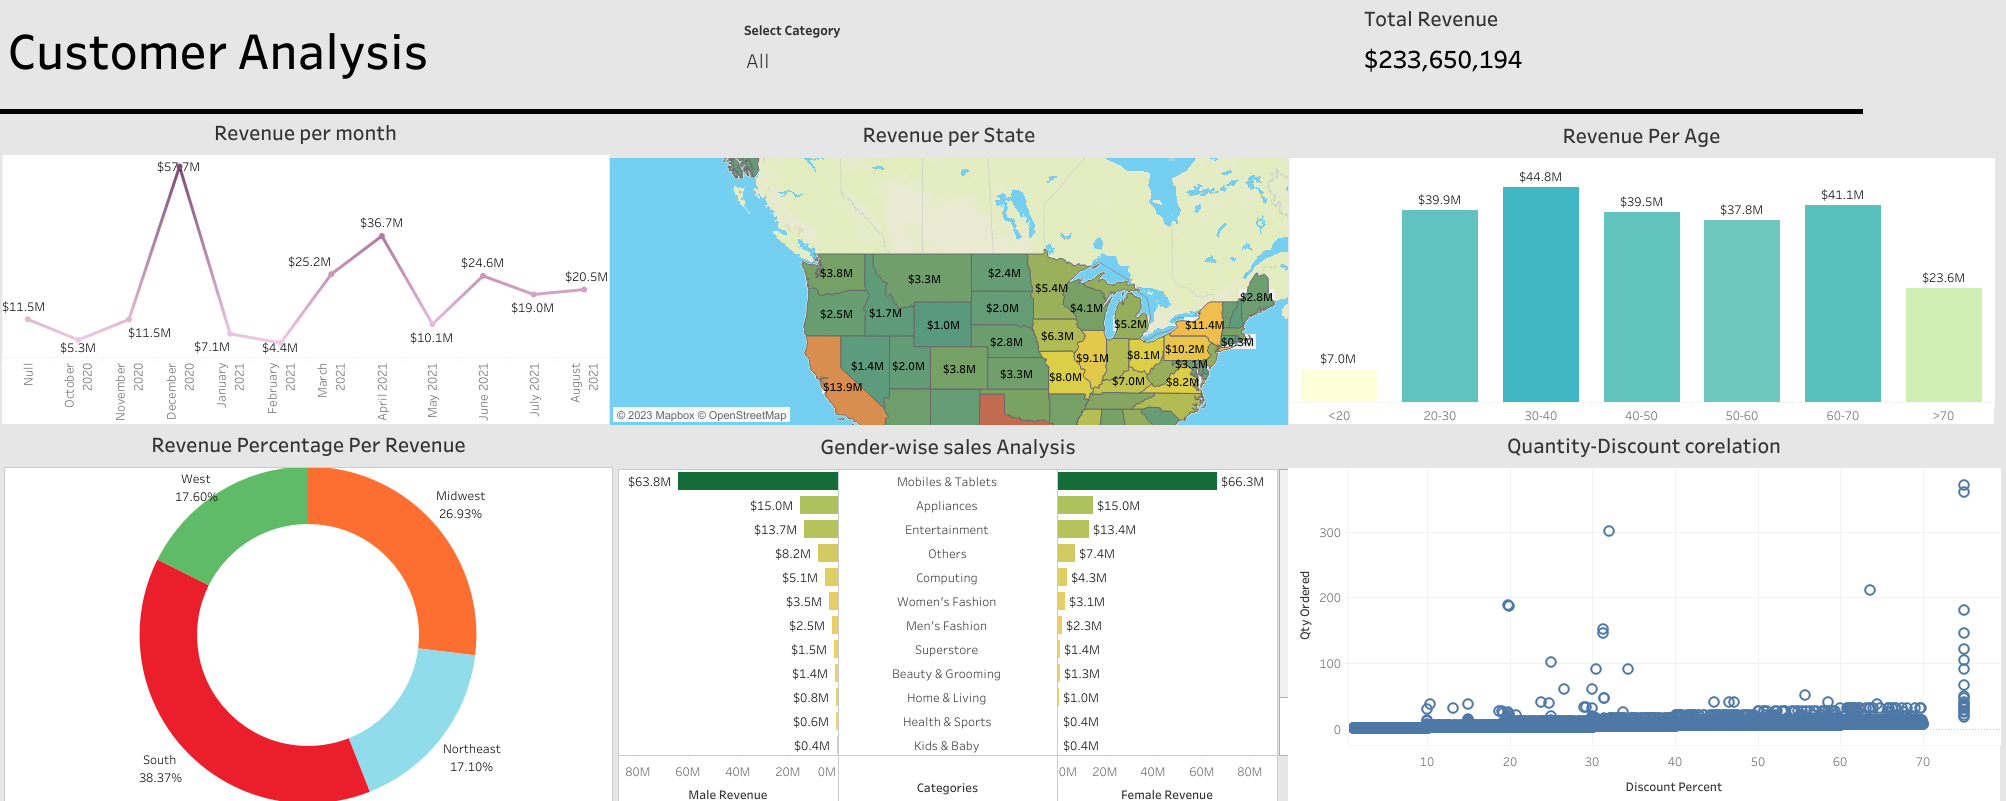 Customer Analysis
Select Category
All
Total Revenue
$233,650,194
Revenue per month
$57.7M
$36.7M
$25.2M
$24.6M
$20.5M
$11.5M
$19.0M
$11.5M
$10.1M
$5.3M
$7.1M
$4.4M
Null
October 2020
November 2020
December 2020
January 2021
February 2021
March 2021
April 2021
May 2021
June 2021
July 2021
August 2021
Revenue per State
$3.8M
$3.3M
$2.4M
$5.4M
$2.8M
$2.5M
$1.7M
$1.0M
$2.0M
$4.1M
$5.2M
$11.4M
$0.3M
$6.3M
$2.8M
$9.1M
$8.1M
$10.2M
$1.4M
$2.0M
$3.8M
$3.3M
$3.1M
$13.9M
$8.0M
$7.0M
$8.2M
© 2023 Mapbox © OpenStreetMap
Revenue Per Age
$7.0M
$39.9M
$44.8M
$39.5M
$37.8M
$41.1M
$23.6M
<20
20-30
30-40
40-50
50-60
60-70
>70
Revenue Percentage Per Revenue
West
17.60%
Midwest
26.93%
South
38.37%
Northeast
17.10%
Gender-wise sales Analysis
$63.8M Mobiles & Tablets $66.3M
$15.0M Appliances $15.0M
$13.7M Entertainment $13.4M
$8.2M Others $7.4M
$5.1M Computing $4.3M
$3.5M Women's Fashion $3.1M
$2.5M Men's Fashion $2.3M
$1.5M Superstore $1.4M
$1.4M Beauty & Grooming $1.3M
$0.8M Home & Living $1.0M
$0.6M Health & Sports $0.4M
$0.4M Kids & Baby $0.4M
80M 60M 40M 20M 0M 0M 20M 40M 60M 80M
Male Revenue Categories Female Revenue
Quantity-Discount corelation
Qty Ordered
300
200
100
0
10 20 30 40 50 60 70
Discount Percent